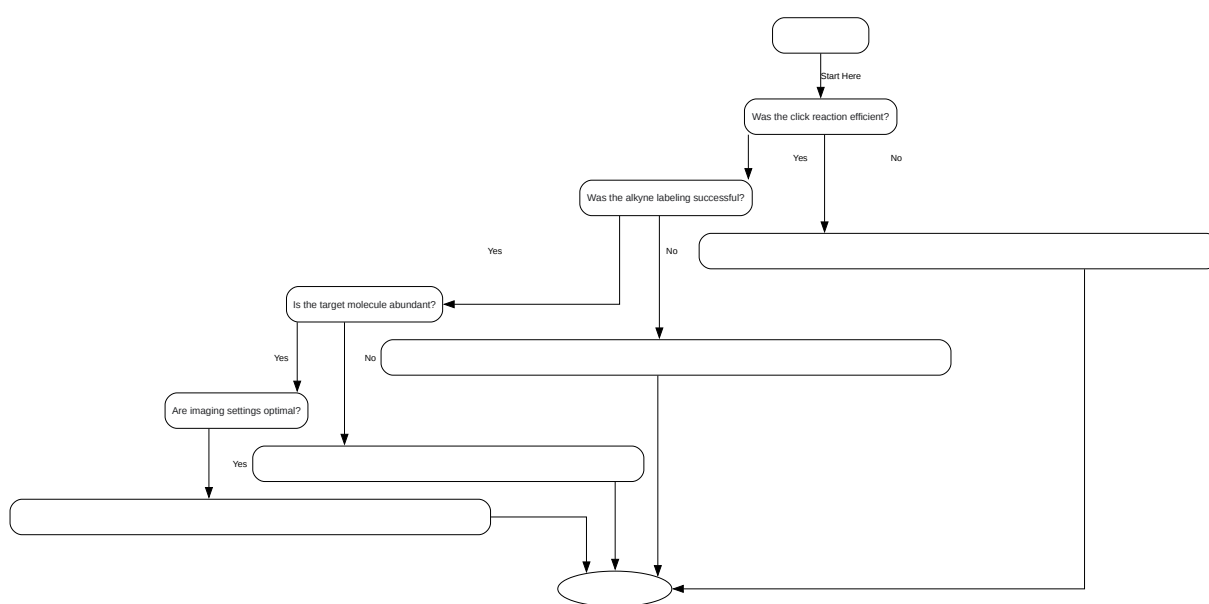 Start Here
Was the click reaction efficient?
Yes
No
Was the alkyne labeling successful?
Yes
No
Is the target molecule abundant?
Yes
No
Are imaging settings optimal?
Yes